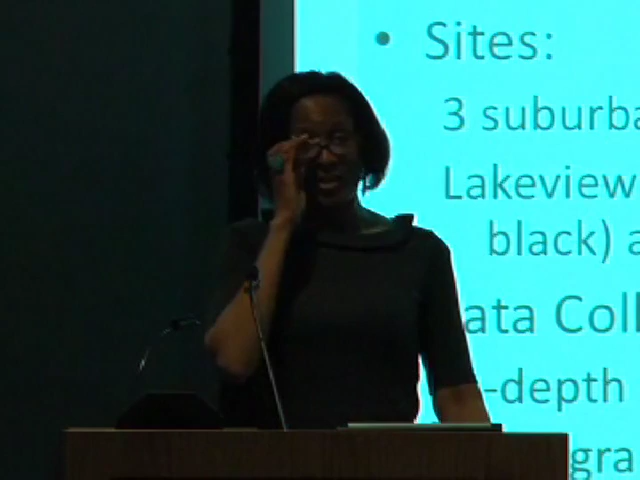 • Sites:
3 suburba
Lakeview
black) a
ata Coll
-depth
gra